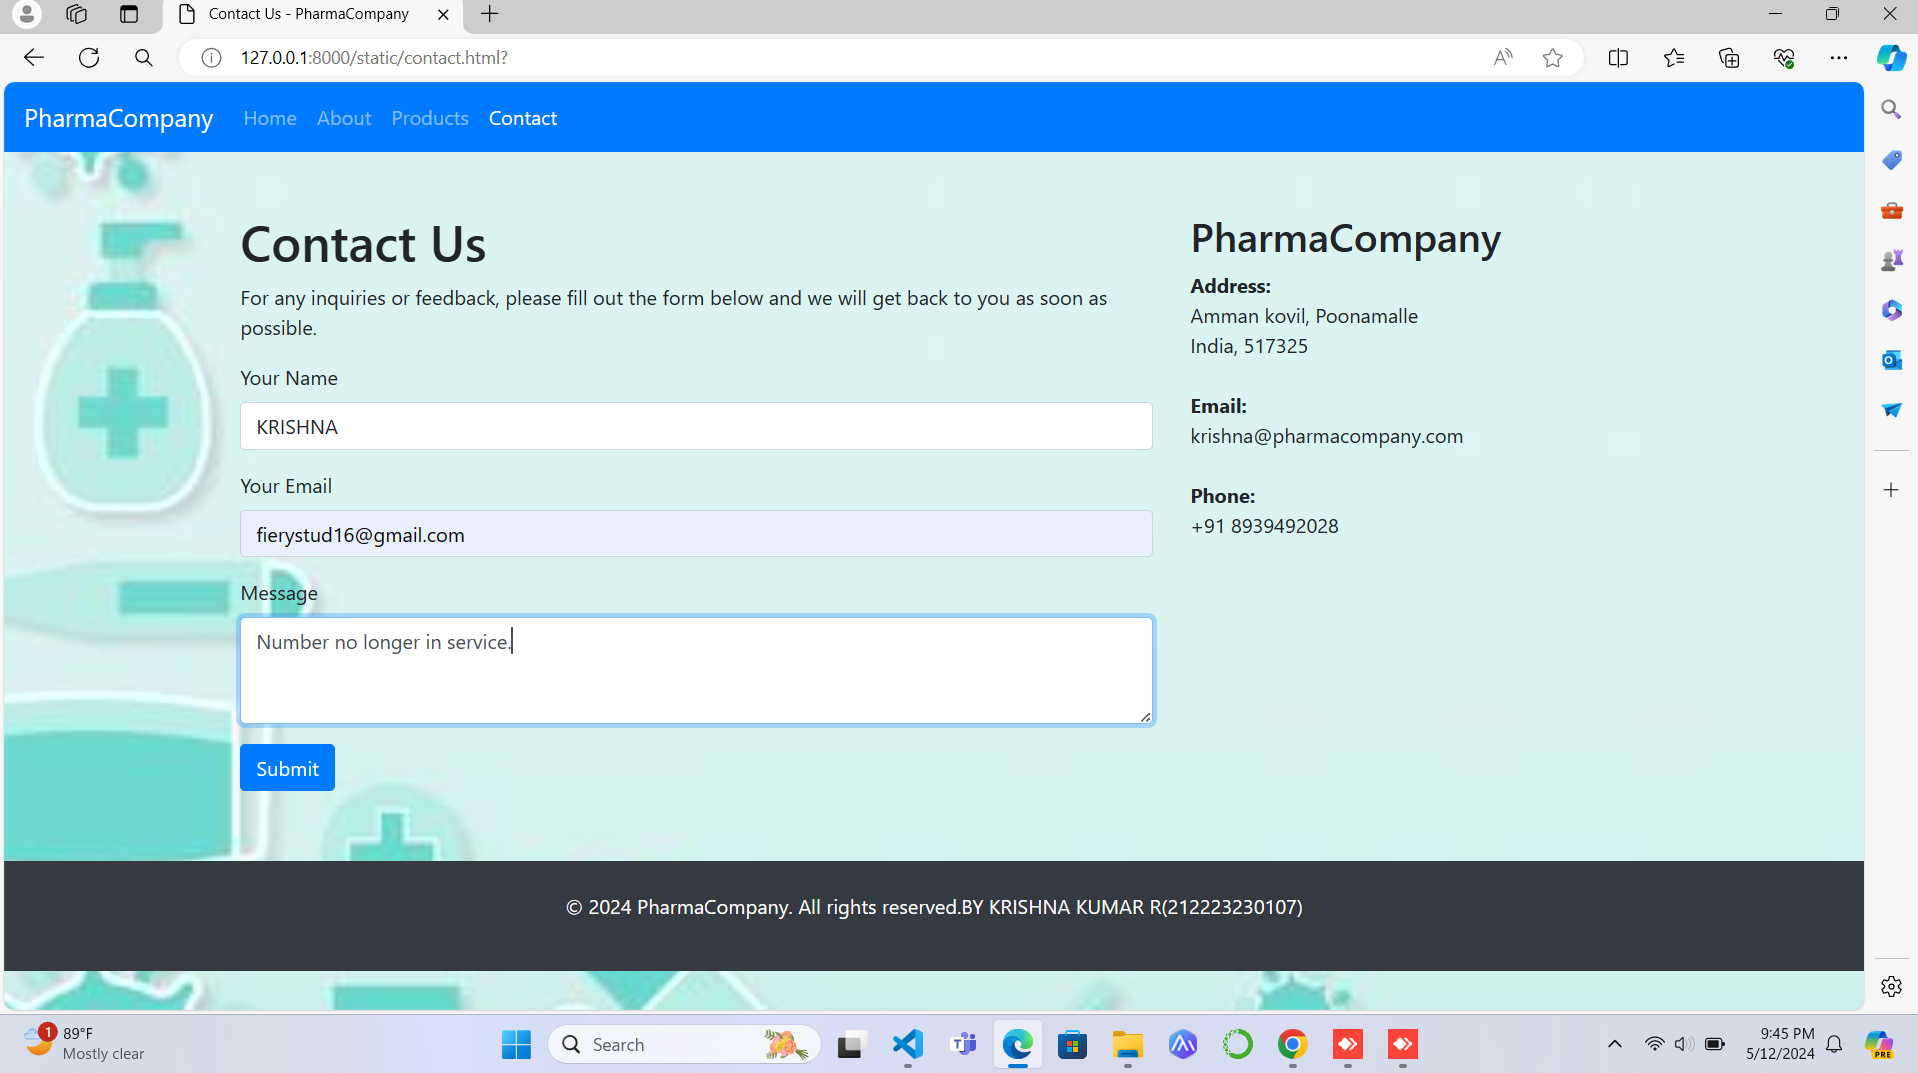 Contact Us - PharmaCompany
127.0.0.1:8000/static/contact.html?
PharmaCompany Home About Products Contact
Contact Us
For any inquiries or feedback, please fill out the form below and we will get back to you as soon as
possible.
Your Name
KRISHNA
Your Email
fierystud16@gmail.com
Message
Number no longer in service.
Submit
PharmaCompany
Address:
Amman kovil, Poonamalle
India, 517325
Email:
krishna@pharmacompany.com
Phone:
+91 8939492028
© 2024 PharmaCompany. All rights reserved.BY KRISHNA KUMAR R(212223230107)
1
89°F
Mostly clear
Search
9:45 PM
5/12/2024
PRE